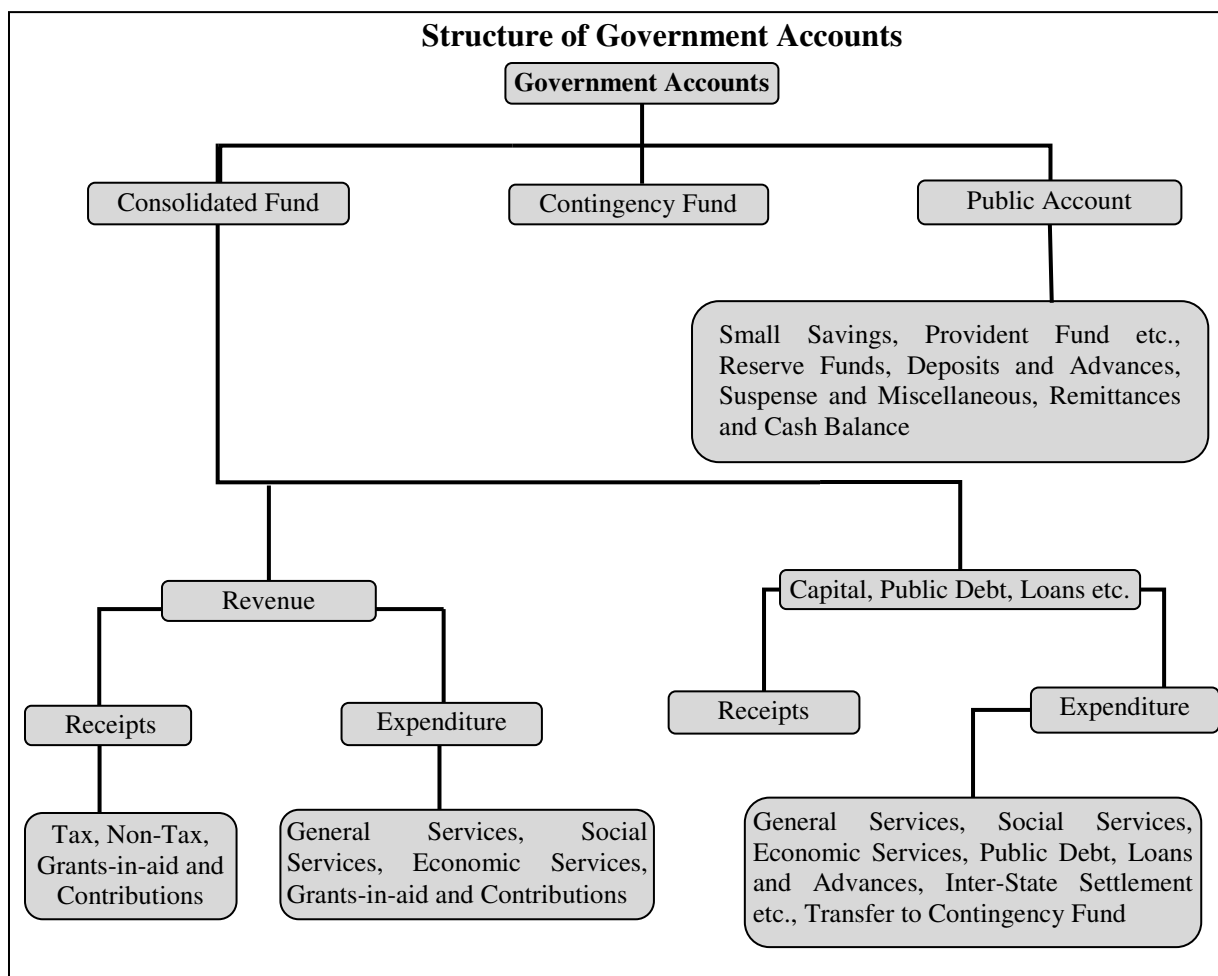 Structure of Government Accounts
Government Accounts
Consolidated Fund
Contingency Fund
Public Account
Small Savings, Provident Fund etc.,
Reserve Funds, Deposits and Advances,
Suspense and Miscellaneous, Remittances
and Cash Balance
Revenue
Capital, Public Debt, Loans etc.
Receipts
Expenditure
Receipts
Expenditure
Tax, Non-Tax,
Grants-in-aid and
Contributions
General Services, Social
Services, Economic Services,
Grants-in-aid and Contributions
General Services, Social Services,
Economic Services, Public Debt, Loans
and Advances, Inter-State Settlement
etc., Transfer to Contingency Fund